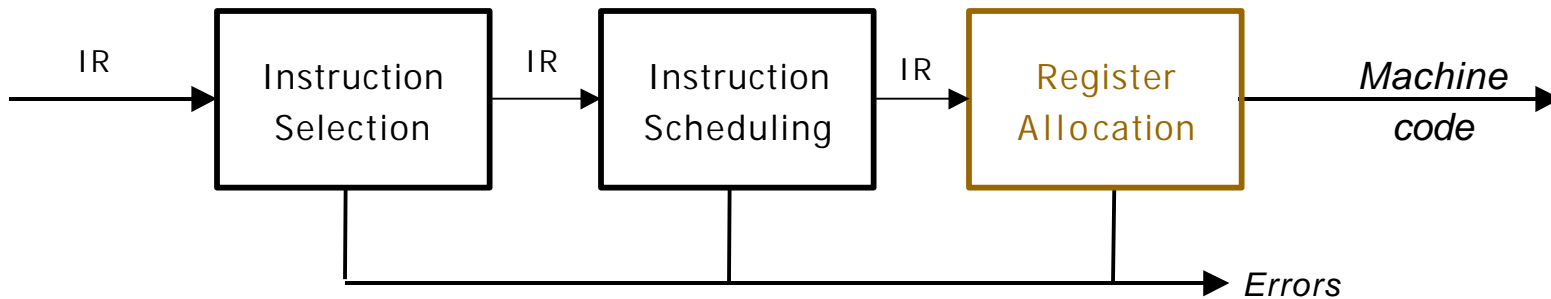 IR
Instruction
Selection
IR
Instruction
Scheduling
IR
Register
Allocation
Machine
code
Errors